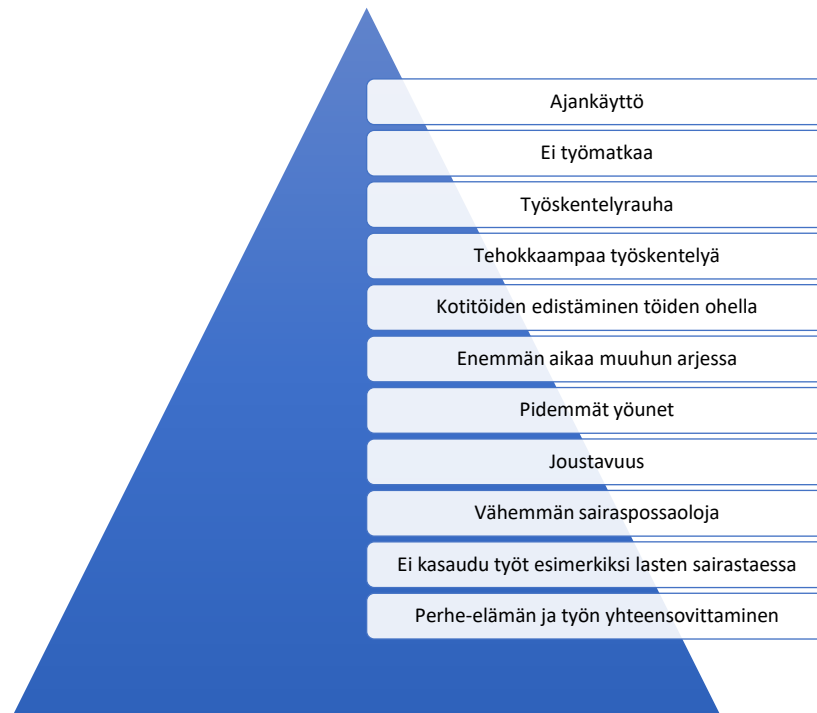 Ajankäyttö
Ei työmatkaa
Työskentelyrauha
Tehokkaampaa työskentelyä
Kotitöiden edistäminen töiden ohella
Enemmän aikaa muuhun arjessa
Pidemmät yöunet
Joustavuus
Vähemmän sairaspossaoloja
Ei kasaudu työt esimerkiksi lasten sairastaessa
Perhe-elämän ja työn yhteensovittaminen